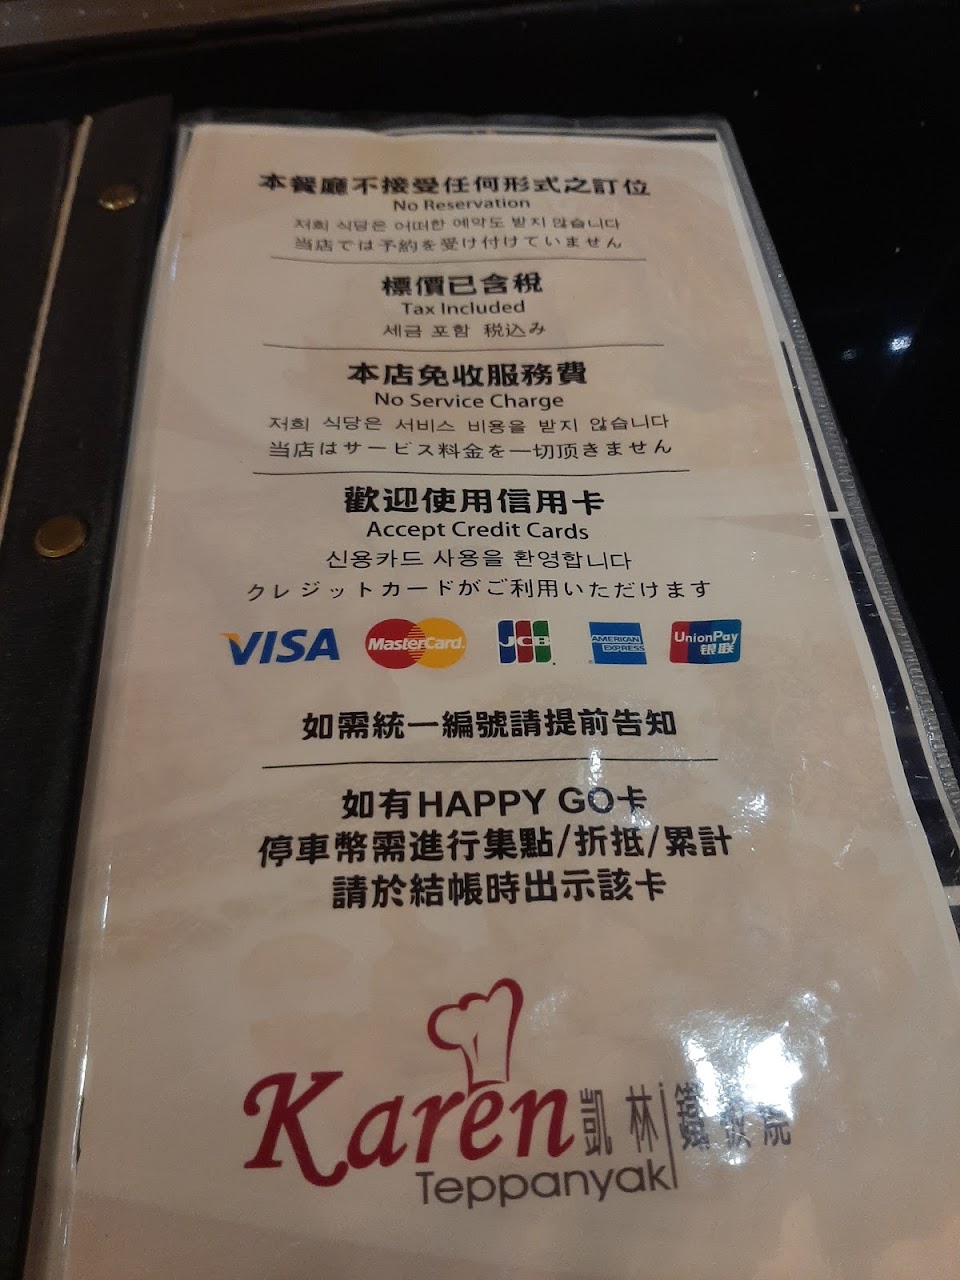 本餐廳不接受任何形式之訂位
No Reservation
저희 식당은 어떠한 예약도 받지 않습니다
当店では予約を受け付けていません
標價已含稅
Tax Included
세금 포함 税込み
本店免收服務費
No Service Charge
저희 식당은 서비스 비용을 받지 않습니다
当店はサービス料金を一切頂きません
歡迎使用信用卡
Accept Credit Cards
신용카드 사용을 환영합니다
クレジットカードがご利用いただけます
VISA MasterCard JCB AMERICAN EXPRESS UnionPay 银联
如需統一編號請提前告知
如有HAPPY GO卡
停車幣需進行集點/折抵/累計
請於結帳時出示該卡
Karen 凱林 鐵板燒
Teppanyaki